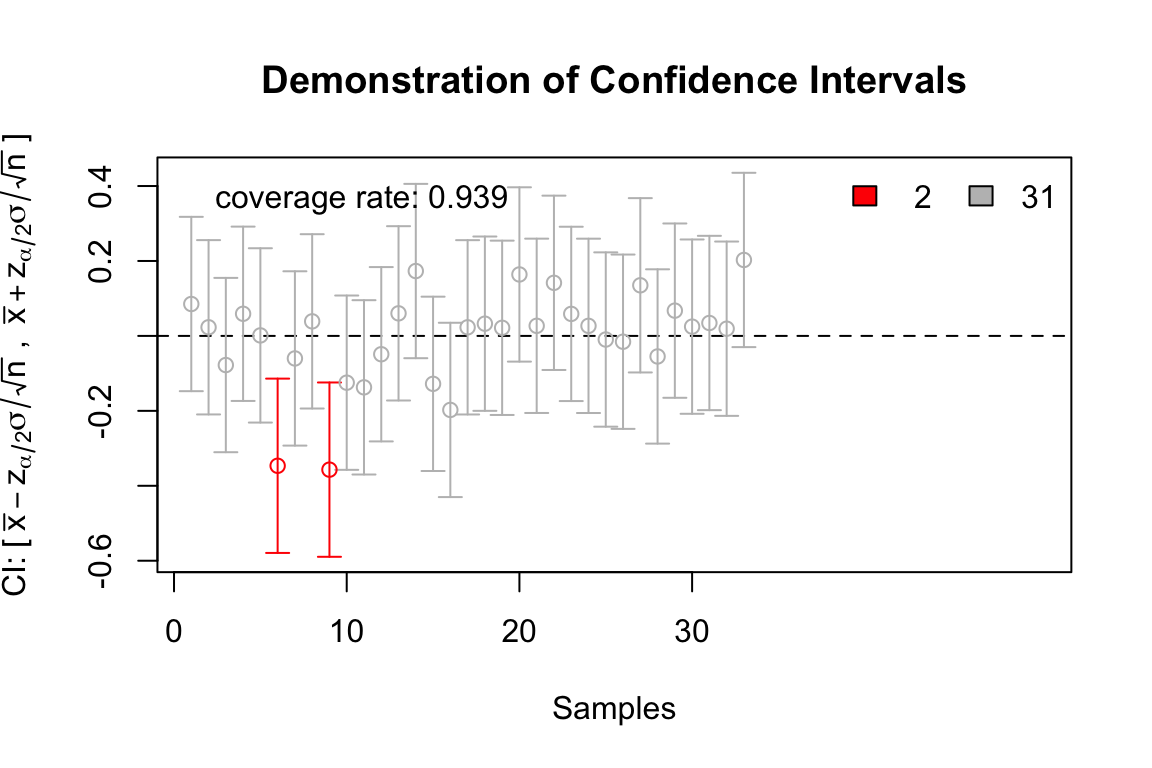 Demonstration of Confidence Intervals
CI: [ x̅ − zα/2σ/√n , x̅ + zα/2σ/√n ]
0.4
0.2
-0.2
-0.6
coverage rate: 0.939
2
31
0 10 20 30
Samples